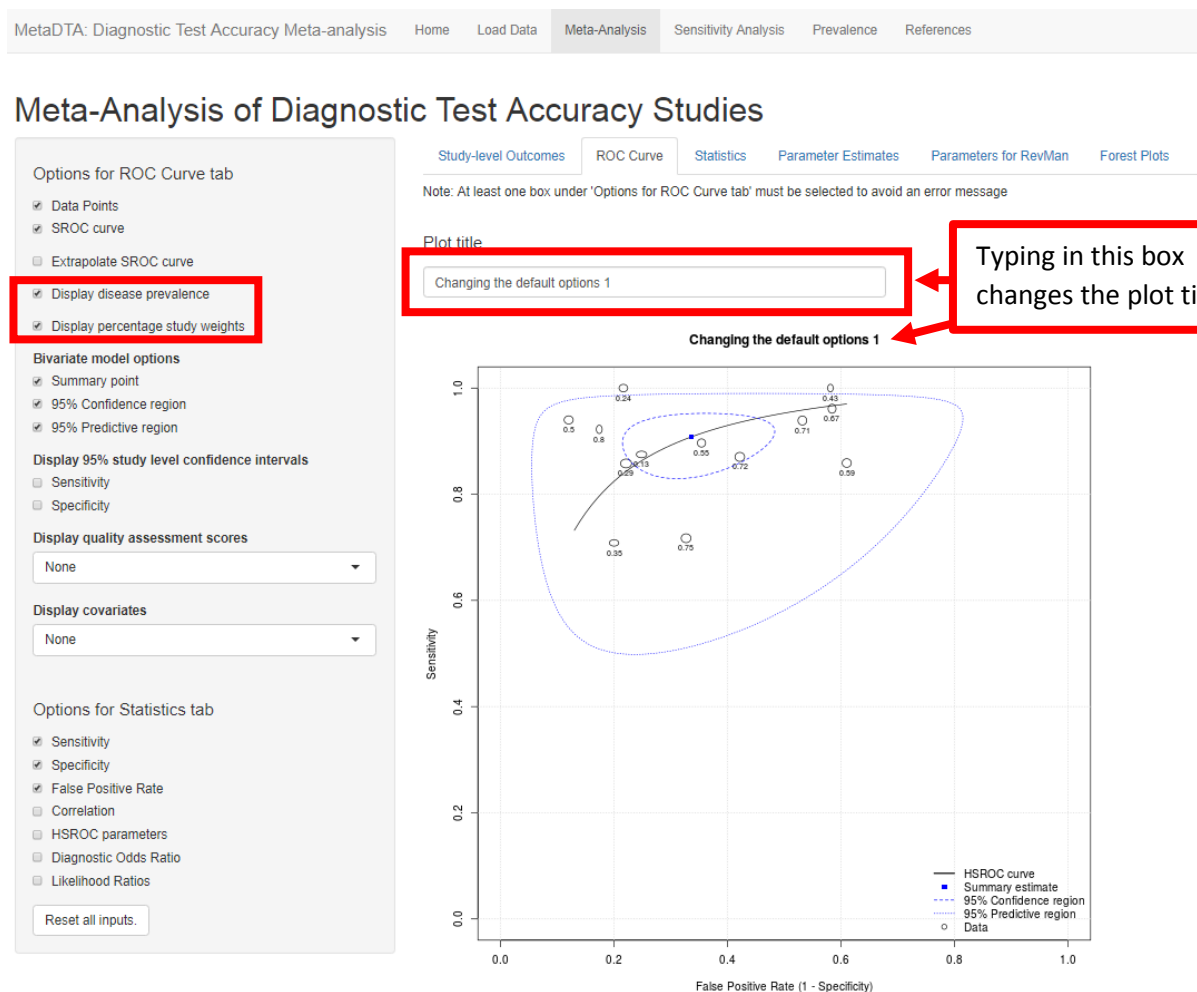 MetaDTA: Diagnostic Test Accuracy Meta-analysis Home Load Data Meta-Analysis Sensitivity Analysis Prevalence References
Meta-Analysis of Diagnostic Test Accuracy Studies
Options for ROC Curve tab
Data Points
SROC curve
Extrapolate SROC curve
Display disease prevalence
Display percentage study weights
Bivariate model options
Summary point
95% Confidence region
95% Predictive region
Display 95% study level confidence intervals
Sensitivity
Specificity
Display quality assessment scores
None
Display covariates
None
Options for Statistics tab
Sensitivity
Specificity
False Positive Rate
Correlation
HSROC parameters
Diagnostic Odds Ratio
Likelihood Ratios
Reset all inputs.
Study-level Outcomes ROC Curve Statistics Parameter Estimates Parameters for RevMan Forest Plots
Note: At least one box under 'Options for ROC Curve tab' must be selected to avoid an error message
Plot title
Changing the default options 1
Typing in this box
changes the plot ti
Changing the default options 1
1.0
0.8
0.6
0.4
0.2
0.0
Sensitivity
0.24
0.43
0.67
0.5
0.8
0.71
0.55
0.13
0.29
0.72
0.59
0.35
0.75
HSROC curve
Summary estimate
95% Confidence region
95% Predictive region
Data
0.0 0.2 0.4 0.6 0.8 1.0
False Positive Rate (1 - Specificity)